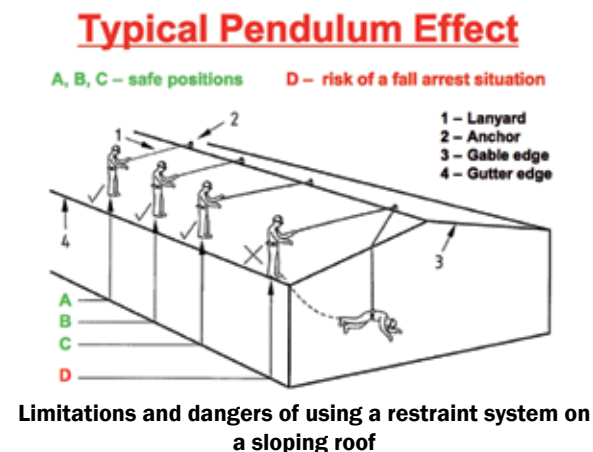 Typical Pendulum Effect
A, B, C – safe positions D – risk of a fall arrest situation
1 – Lanyard
2 – Anchor
3 – Gable edge
4 – Gutter edge
1
2
3
4
A
B
C
D
Limitations and dangers of using a restraint system on
a sloping roof